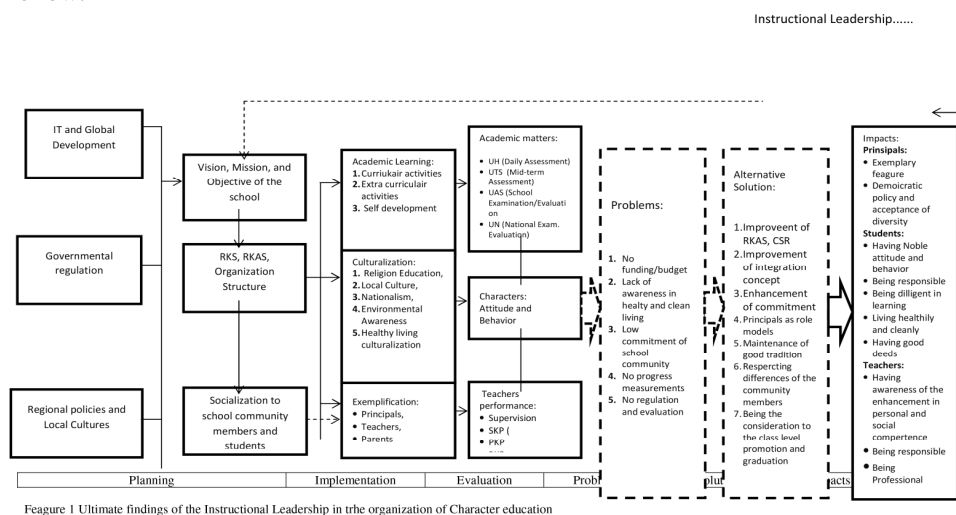 Instructional Leadership......
IT and Global
Development
Governmental
regulation
Regional policies and
Local Cultures
Vision, Mission, and
Objective of the
school
RKS, RKAS,
Organization
Structure
Socialization to
school community
members and
students
Academic Learning:
1. Curriukair activities
2. Extra curriculair
activities
3. Self development
Culturalization:
1. Religion Education,
2. Local Culture,
3. Nationalism,
4. Environmental
Awareness
5. Healthy living
culturalization
Exemplification:
• Principals,
• Teachers,
• Parents
Academic matters:
• UH (Daily Assessment)
• UTS (Mid-term
Assessment)
• UAS (School
Examination/Evaluati
on
• UN (National Exam.
Evaluation)
Characters:
Attitude and
Behavior
Teachers
performance:
• Supervision
• SKP (
• PKP
Problems:
1. No
funding/budget
2. Lack of
awareness in
healty and clean
living
3. Low
commitment of
school
community
4. No progress
measurements
5. No regulation
and evaluation
Alternative
Solution:
1. Improveent of
RKAS, CSR
2. Improvement
of integration
concept
3. Enhancement
of commitment
4. Principals as role
models
5. Maintenance of
good tradition
6. Respercting
differences of the
community
members
7. Being the
consideration to
the class level
promotion and
graduation
Impacts:
Prinsipals:
• Exemplary
feagure
• Demoicratic
policy and
acceptance of
diversity
Students:
• Having Noble
attitude and
behavior
• Being responsible
• Being dilligent in
learning
• Living healthily
and cleanly
• Having good
deeds
Teachers:
• Having
awareness of the
enhancement in
personal and
social
compertence
• Being responsible
• Being
Professional
Planning Implementation Evaluation Probl olut acts
Feagure 1 Ultimate findings of the Instructional Leadership in trhe organization of Character education